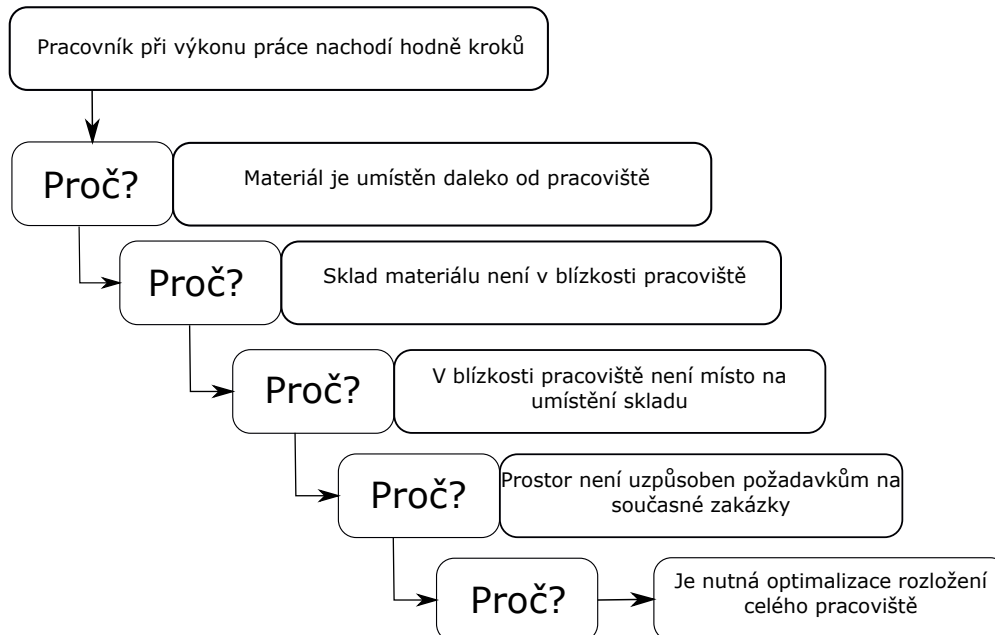 Pracovník při výkonu práce nachodí hodně kroků
Proč?
Materiál je umístěn daleko od pracoviště
Proč?
Sklad materiálu není v blízkosti pracoviště
Proč?
V blízkosti pracoviště není místo na
umístění skladu
Proč?
Prostor není uzpůsoben požadavkům na
současné zakázky
Proč?
Je nutná optimalizace rozložení
celého pracoviště